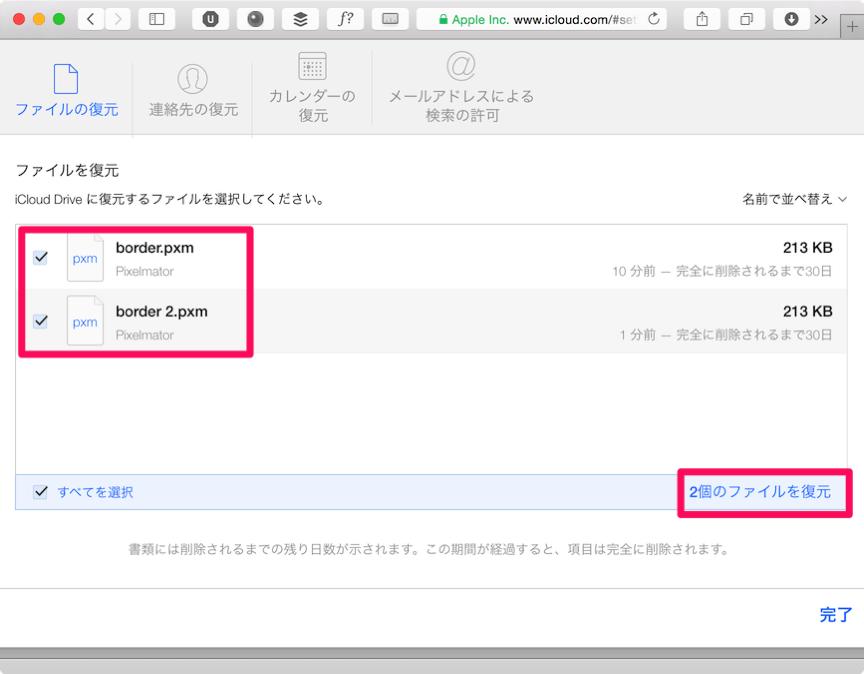 U
f?
Apple Inc. www.icloud.com/#set
ファイルの復元
連絡先の復元
カレンダーの
復元
@
メールアドレスによる
検索の許可
ファイルを復元
iCloud Drive に復元するファイルを選択してください。
名前で並べ替え
pxm
border.pxm
Pixelmator
213 KB
10 分前 — 完全に削除されるまで30日
pxm
border 2.pxm
Pixelmator
213 KB
1 分前 — 完全に削除されるまで30日
すべてを選択
2個のファイルを復元
書類には削除されるまでの残り日数が示されます。この期間が経過すると、項目は完全に削除されます。
完了